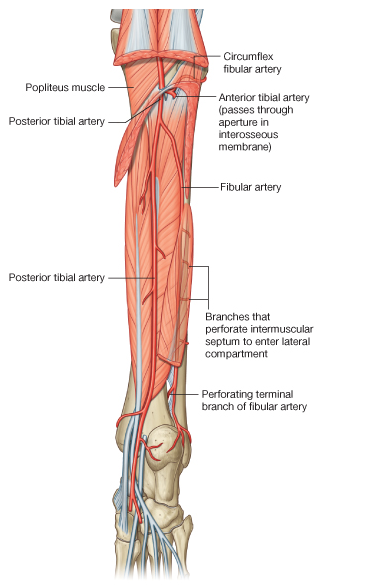 Circumflex
fibular artery
Popliteus muscle
Anterior tibial artery
(passes through
aperture in
interosseous
membrane)
Posterior tibial artery
Fibular artery
Posterior tibial artery
Branches that
perforate intermuscular
septum to enter lateral
compartment
Perforating terminal
branch of fibular artery